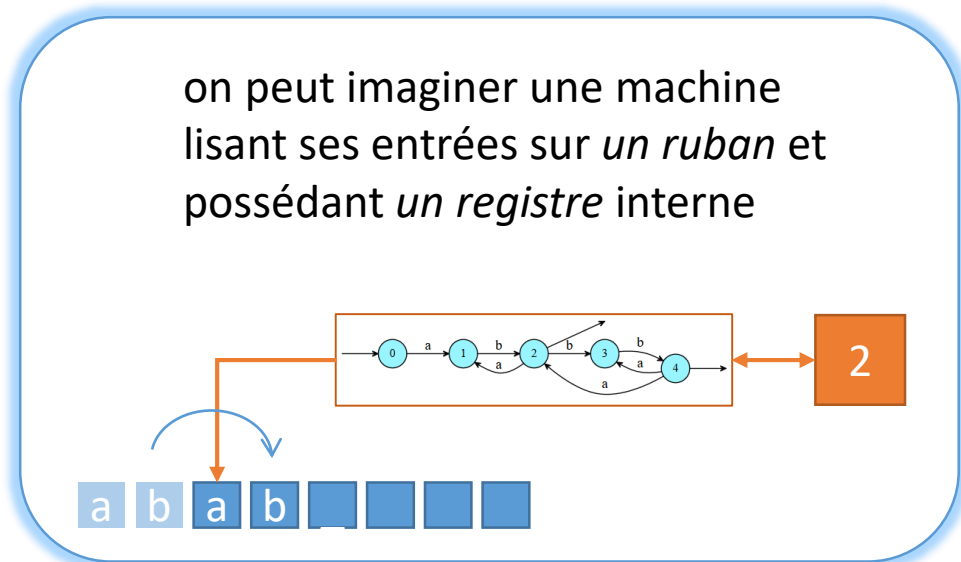 on peut imaginer une machine
lisant ses entrées sur un ruban et
possédant un registre interne
0 a 1 b 2 b 3 b 4
a a
a
2
a b a b _